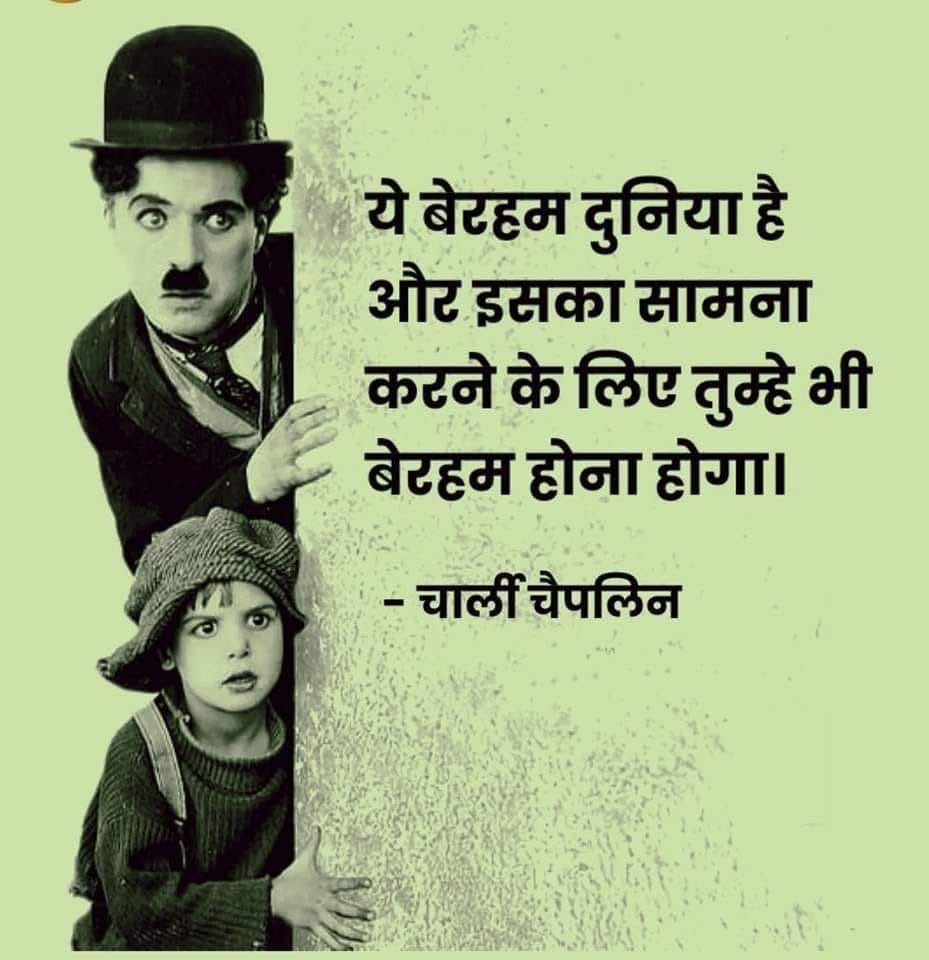 ये बेरहम दुनिया है
और इसका सामना
करने के लिए तुम्हे भी
बेरहम होना होगा।
- चार्ली चैपलिन